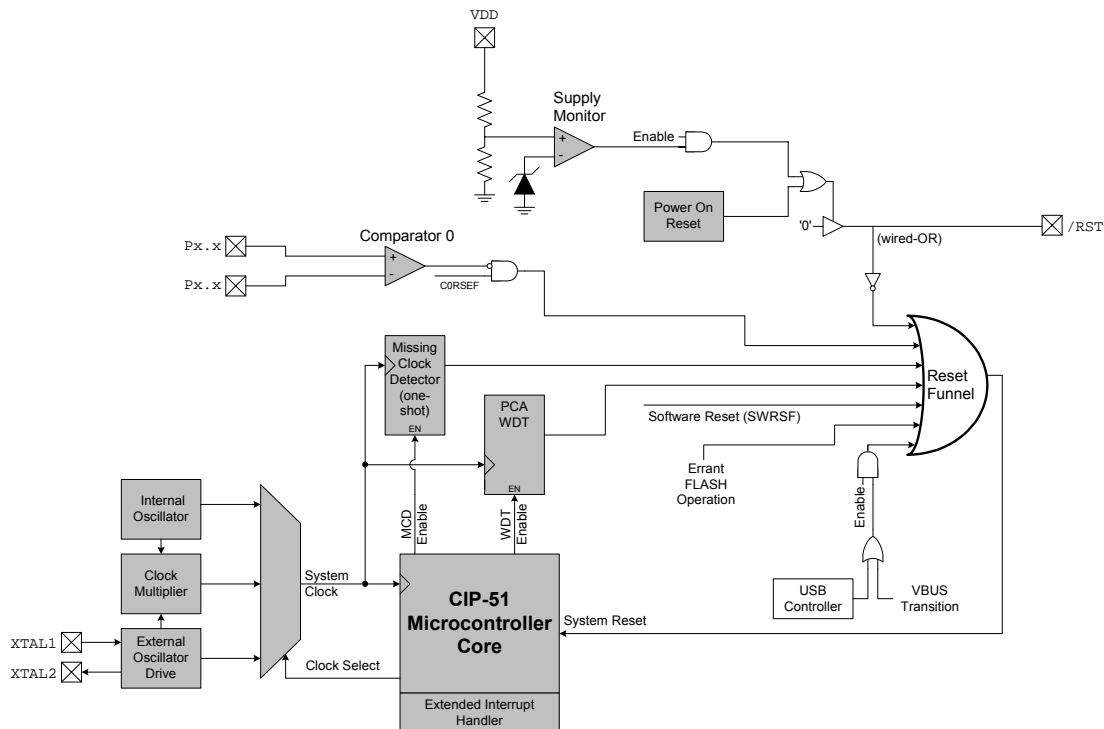 VDD
Supply
Monitor
+
-
Enable
Power On
Reset
'0'
(wired-OR)
/RST
Px.x
Px.x
Comparator 0
+
-
C0RSEF
Missing
Clock
Detector
(one-
shot)
EN
PCA
WDT
EN
Reset
Funnel
Software Reset (SWRSF)
Errant
FLASH
Operation
Enable
USB
Controller
VBUS
Transition
Internal
Oscillator
Clock
Multiplier
External
Oscillator
Drive
XTAL1
XTAL2
System
Clock
MCD
Enable
WDT
Enable
CIP-51
Microcontroller
Core
System Reset
Clock Select
Extended Interrupt
Handler